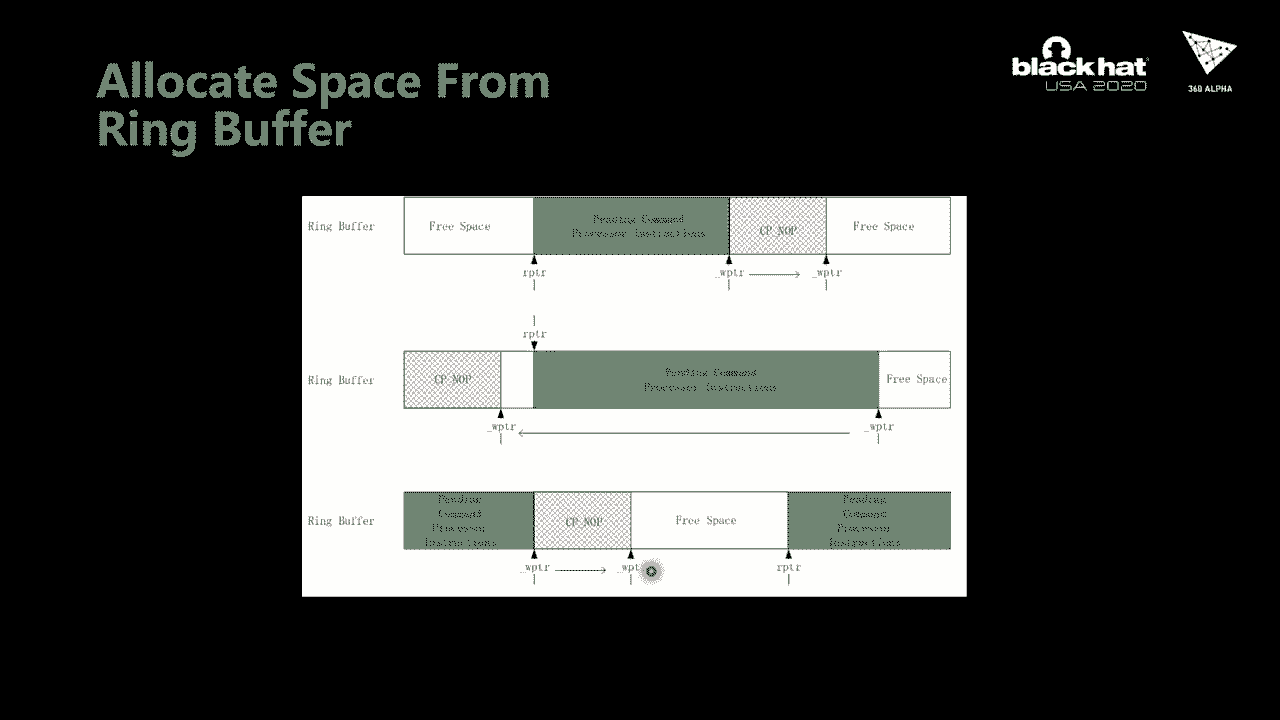 Allocate Space From
Ring Buffer
black hat
USA 2020
360 ALPHA
Ring Buffer
Free Space
Pending Command
Processor Instructions
CP_NOP
Free Space
rptr
_wptr
_wptr
rptr
Ring Buffer
CP_NOP
Pending Command
Processor Instructions
Free Space
_wptr
_wptr
Ring Buffer
Pending
Command
Processor
Instructions
CP_NOP
Free Space
Pending
Command
Processor
Instructions
_wptr
_wpt
rptr